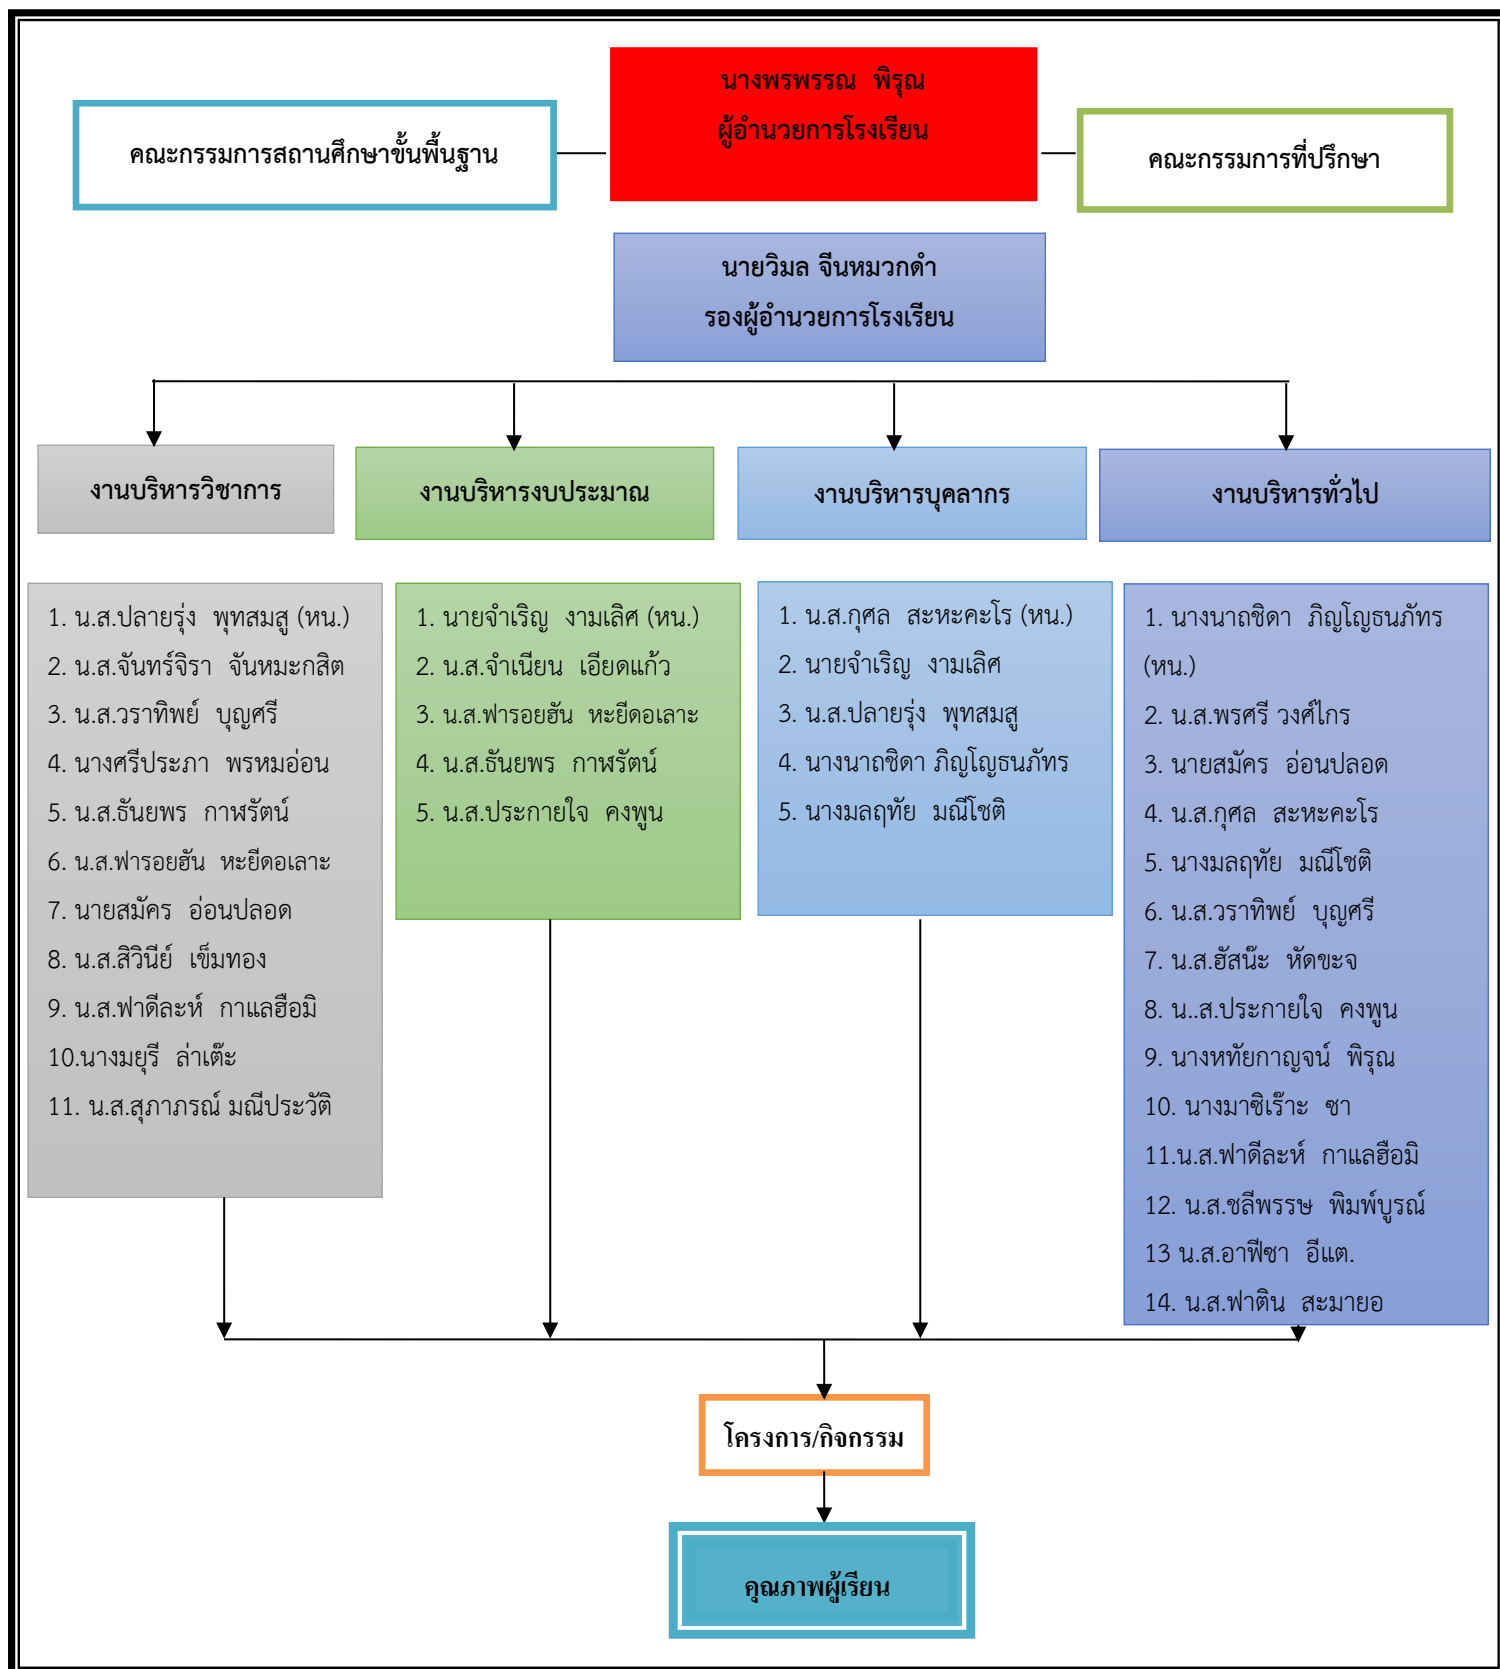 นางพรพรรณ พิรุณ
ผู้อำนวยการโรงเรียน
คณะกรรมการสถานศึกษาขั้นพื้นฐาน
คณะกรรมการที่ปรึกษา
นายวิมล จีนหมวกดำ
รองผู้อำนวยการโรงเรียน
งานบริหารวิชาการ
งานบริหารงบประมาณ
งานบริหารบุคลากร
งานบริหารทั่วไป
1. น.ส.ปลายรุ่ง พุทสมสู (หน.)
2. น.ส.จันทร์จิรา จันหมะกสิต
3. น.ส.วราทิพย์ บุญศรี
4. นางศรีประภา พรหมอ่อน
5. น.ส.ธันยพร กาฬรัตน์
6. น.ส.ฟารอยฮัน หะยีดอเลาะ
7. นายสมัคร อ่อนปลอด
8. น.ส.สิวินีย์ เข็มทอง
9. น.ส.ฟาดีละห์ กาแลฮือมิ
10.นางมยุรี ล่าเต๊ะ
11. น.ส.สุภาภรณ์ มณีประวัติ
1. นายจำเริญ งามเลิศ (หน.)
2. น.ส.จำเนียน เอียดแก้ว
3. น.ส.ฟารอยฮัน หะยีดอเลาะ
4. น.ส.ธันยพร กาฬรัตน์
5. น.ส.ประกายใจ คงพูน
1. น.ส.กุศล สะหะคะโร (หน.)
2. นายจำเริญ งามเลิศ
3. น.ส.ปลายรุ่ง พุทสมสู
4. นางนาถชิดา ภิญโญธนภัทร
5. นางมลฤทัย มณีโชติ
1. นางนาถชิดา ภิญโญธนภัทร
(หน.)
2. น.ส.พรศรี วงศ์ไกร
3. นายสมัคร อ่อนปลอด
4. น.ส.กุศล สะหะคะโร
5. นางมลฤทัย มณีโชติ
6. น.ส.วราทิพย์ บุญศรี
7. น.ส.ฮัสน๊ะ หัดขะจ
8. น..ส.ประกายใจ คงพูน
9. นางหทัยกาญจน์ พิรุณ
10. นางมาซิเร๊าะ ซา
11.น.ส.ฟาดีละห์ กาแลฮือมิ
12. น.ส.ชลีพรรษ พิมพ์บูรณ์
13 น.ส.อาฟีซา อีแต.
14. น.ส.ฟาติน สะมายอ
โครงการ/กิจกรรม
คุณภาพผู้เรียน